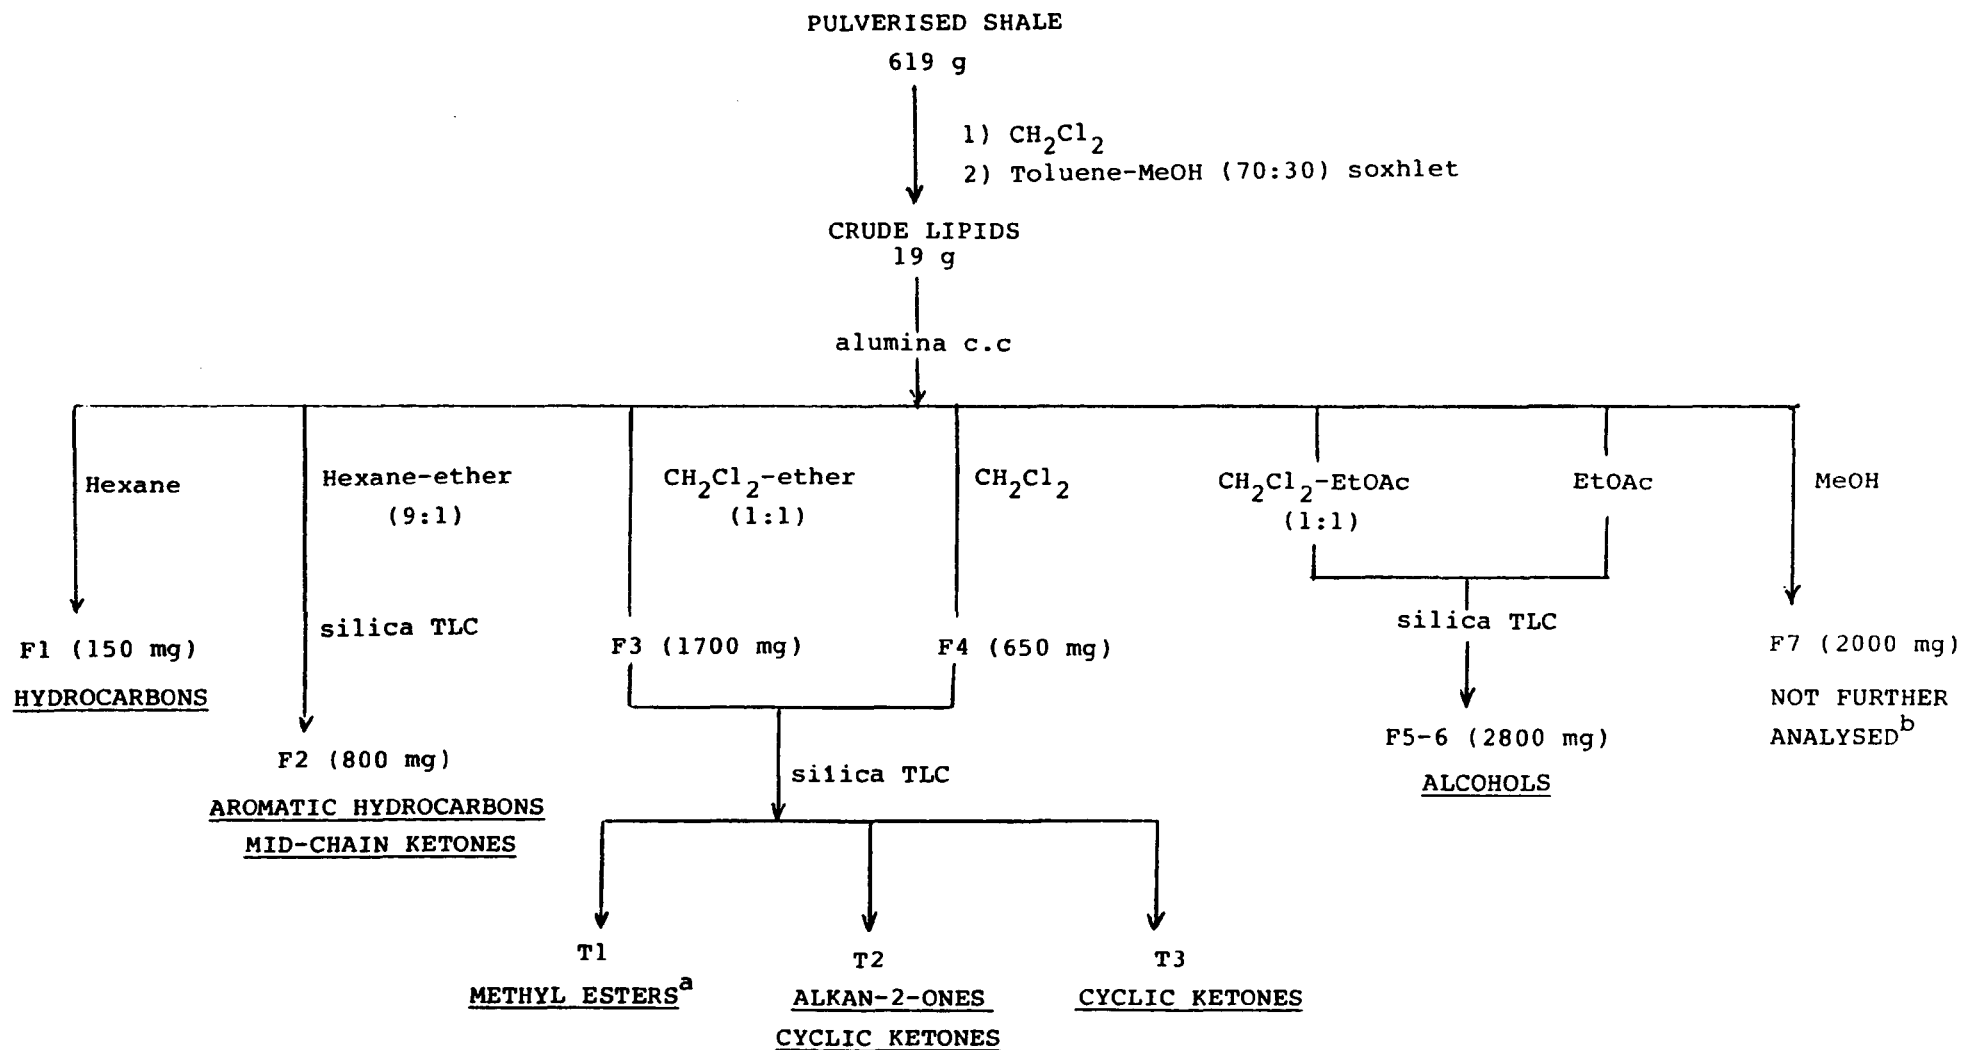 PULVERISED SHALE
619 g
1) CH₂Cl₂
2) Toluene-MeOH (70:30) soxhlet
CRUDE LIPIDS
19 g
alumina c.c
Hexane
Hexane-ether
(9:1)
CH₂Cl₂-ether
(1:1)
CH₂Cl₂
CH₂Cl₂-EtOAc
(1:1)
EtOAc
MeOH
silica TLC
silica TLC
F1 (150 mg)
HYDROCARBONS
F3 (1700 mg)
F4 (650 mg)
F7 (2000 mg)
NOT FURTHER
ANALYSEDᵇ
F2 (800 mg)
AROMATIC HYDROCARBONS
MID-CHAIN KETONES
F5-6 (2800 mg)
ALCOHOLS
silica TLC
T1
METHYL ESTERSᵃ
T2
ALKAN-2-ONES
CYCLIC KETONES
T3
CYCLIC KETONES